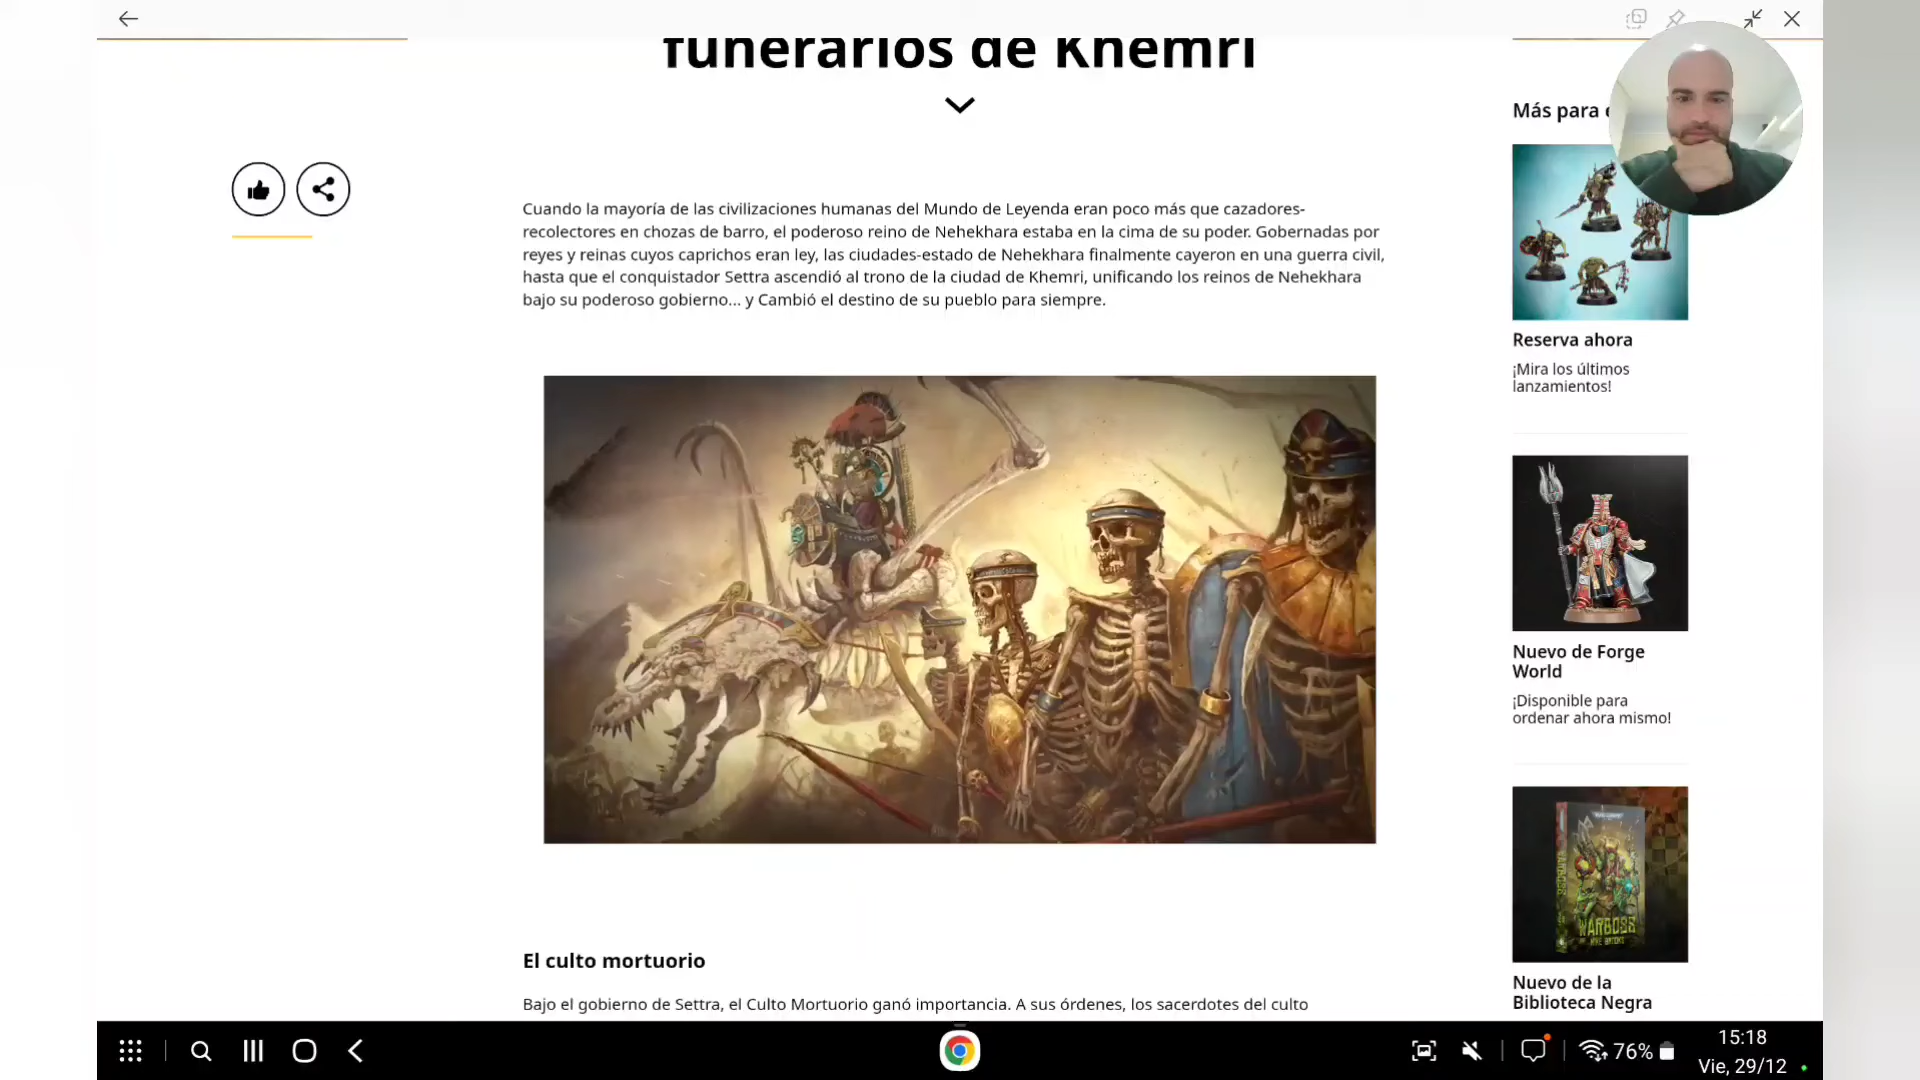 funerarios de Khemri
Más para
Cuando la mayoría de las civilizaciones humanas del Mundo de Leyenda eran poco más que cazadores-
recolectores en chozas de barro, el poderoso reino de Nehekhara estaba en la cima de su poder. Gobernadas por
reyes y reinas cuyos caprichos eran ley, las ciudades-estado de Nehekhara finalmente cayeron en una guerra civil,
hasta que el conquistador Settra ascendió al trono de la ciudad de Khemri, unificando los reinos de Nehekhara
bajo su poderoso gobierno... y Cambió el destino de su pueblo para siempre.
Reserva ahora
¡Mira los últimos
lanzamientos!
Nuevo de Forge
World
¡Disponible para
ordenar ahora mismo!
WARBOSS
MIKE BROOKS
Nuevo de la
Biblioteca Negra
El culto mortuorio
Bajo el gobierno de Settra, el Culto Mortuorio ganó importancia. A sus órdenes, los sacerdotes del culto
76%
15:18
Vie, 29/12